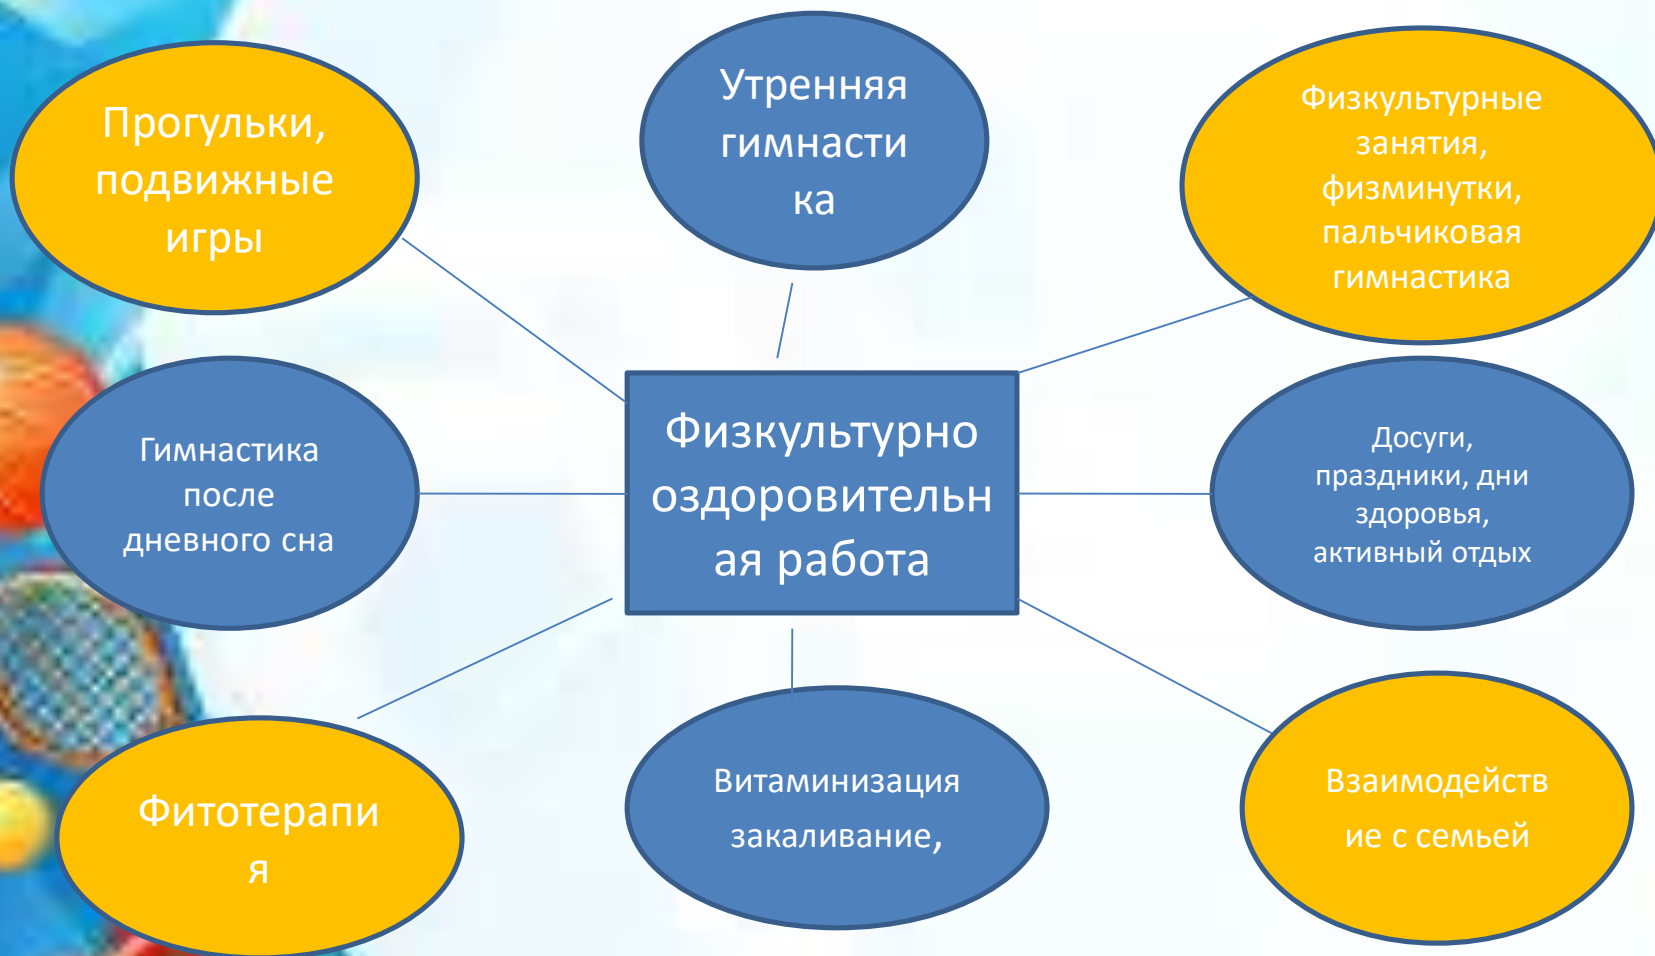 Прогульки,
подвижные
игры
Утренняя
гимнасти
ка
Физкультурные
занятия,
физминутки,
пальчиковая
гимнастика
Гимнастика
после
дневного сна
Физкультурно
оздоровительн
ая работа
Досуги,
праздники, дни
здоровья,
активный отдых
Фитотерапи
я
Витаминизация
закаливание,
Взаимодейств
ие с семьей